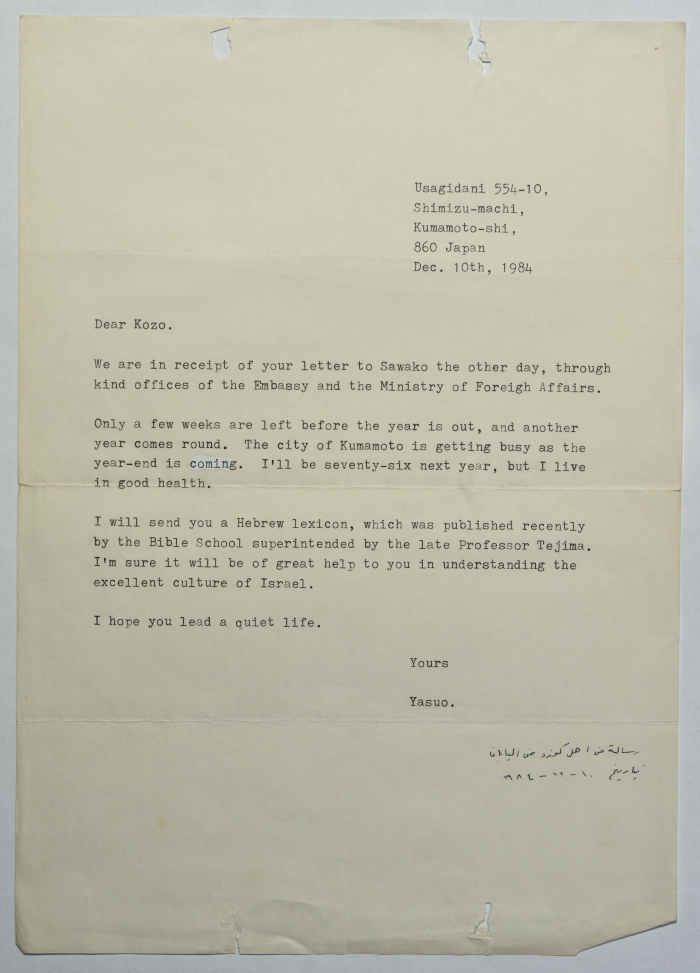 Usagidani 554-10,
Shimizu-machi,
Kumamoto-shi,
860 Japan
Dec. 10th, 1984
Dear Kozo.
We are in receipt of your letter to Sawako the other day, through
kind offices of the Embassy and the Ministry of Foreigh Affairs.
Only a few weeks are left before the year is out, and another
year comes round. The city of Kumamoto is getting busy as the
year-end is coming. I'll be seventy-six next year, but I live
in good health.
I will send you a Hebrew lexicon, which was published recently
by the Bible School superintended by the late Professor Tejima.
I'm sure it will be of great help to you in understanding the
excellent culture of Israel.
I hope you lead a quiet life.
Yours
Yasuo.
رسالة من اهل كوزو من اليابان
بتاريخ ١٠-١٢-٩٨٤